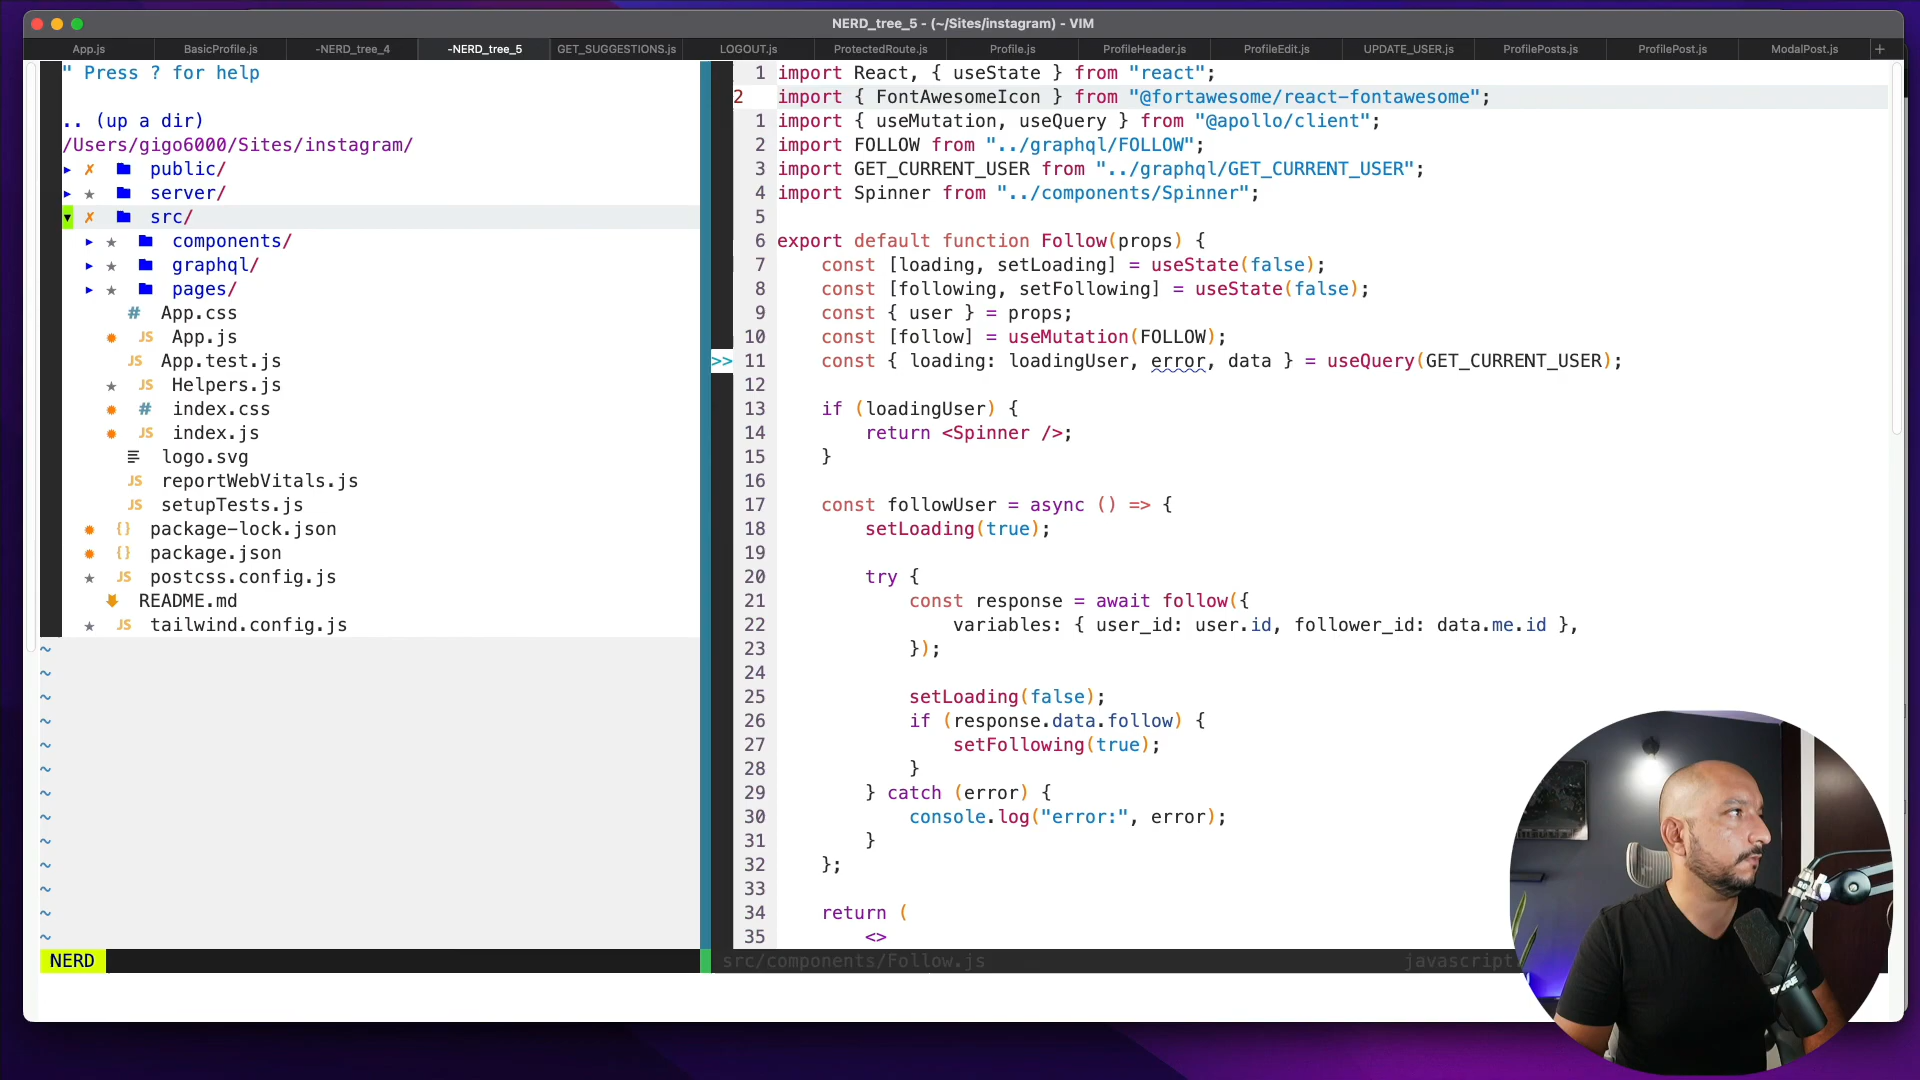 NERD_tree_5 - (~/Sites/instagram) - VIM
App.js BasicProfile.js -NERD_tree_4 -NERD_tree_5 GET_SUGGESTIONS.js LOGOUT.js ProtectedRoute.js Profile.js ProfileHeader.js ProfileEdit.js UPDATE_USER.js ProfilePosts.js ProfilePost.js ModalPost.js +
" Press ? for help
.. (up a dir)
/Users/gigo6000/Sites/instagram/
▸ ✗ public/
▸ ★ server/
▾ ✗ src/
▸ ★ components/
▸ ★ graphql/
▸ ★ pages/
# App.css
JS App.js
JS App.test.js
★ JS Helpers.js
# index.css
JS index.js
logo.svg
JS reportWebVitals.js
JS setupTests.js
{} package-lock.json
{} package.json
★ JS postcss.config.js
README.md
★ JS tailwind.config.js
~
~
~
~
~
~
~
~
~
~
~
~
~
NERD
1 import React, { useState } from "react";
2 import { FontAwesomeIcon } from "@fortawesome/react-fontawesome";
1 import { useMutation, useQuery } from "@apollo/client";
2 import FOLLOW from "../graphql/FOLLOW";
3 import GET_CURRENT_USER from "../graphql/GET_CURRENT_USER";
4 import Spinner from "../components/Spinner";
5
6 export default function Follow(props) {
7 const [loading, setLoading] = useState(false);
8 const [following, setFollowing] = useState(false);
9 const { user } = props;
10 const [follow] = useMutation(FOLLOW);
>> 11 const { loading: loadingUser, error, data } = useQuery(GET_CURRENT_USER);
12
13 if (loadingUser) {
14 return <Spinner />;
15 }
16
17 const followUser = async () => {
18 setLoading(true);
19
20 try {
21 const response = await follow({
22 variables: { user_id: user.id, follower_id: data.me.id },
23 });
24
25 setLoading(false);
26 if (response.data.follow) {
27 setFollowing(true);
28 }
29 } catch (error) {
30 console.log("error:", error);
31 }
32 };
33
34 return (
35 <>
src/components/Follow.js javascript